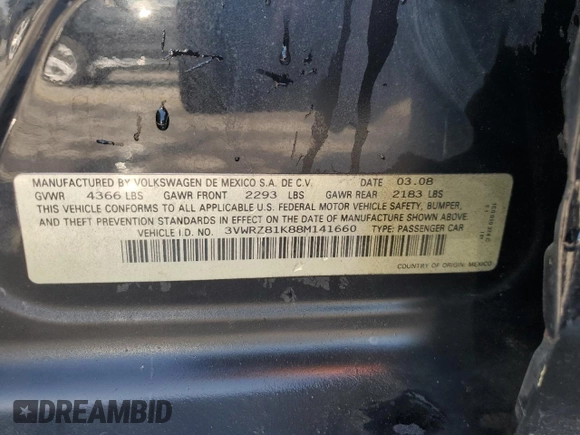 MANUFACTURED BY VOLKSWAGEN DE MEXICO S.A. DE C.V. DATE 03.08
GVWR 4366 LBS GAWR FRONT 2293 LBS GAWR REAR 2183 LBS
THIS VEHICLE CONFORMS TO ALL APPLICABLE U.S. FEDERAL MOTOR VEHICLE SAFETY, BUMPER,
AND THEFT PREVENTION STANDARDS IN EFFECT ON THE DATE OF MANUFACTURE SHOWN ABOVE.
VEHICLE I.D. NO. 3VWRZ81K88M141660 TYPE: PASSENGER CAR
COUNTRY OF ORIGIN: MEXICO
DREAMBID